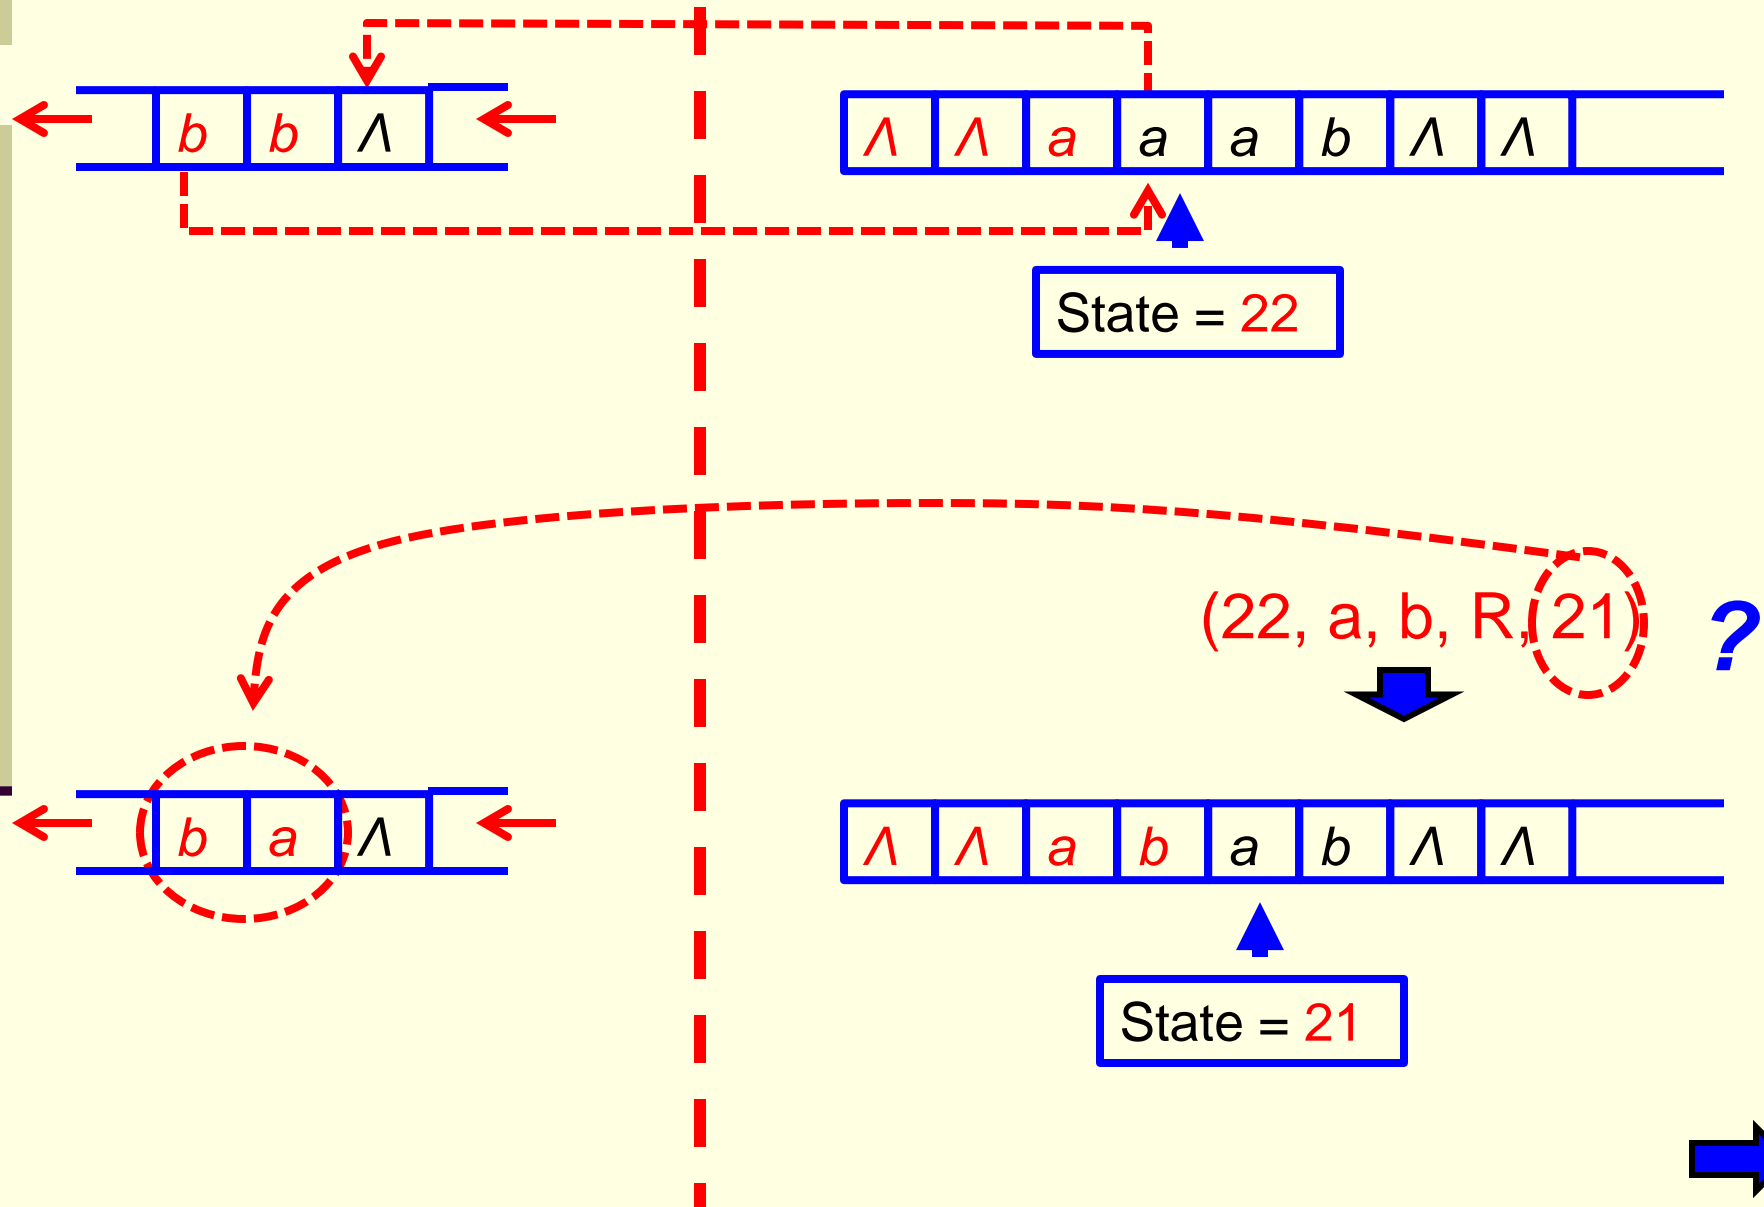 b b Λ
Λ Λ a a a b Λ Λ
State = 22
(22, a, b, R, 21) ?
b a Λ
Λ Λ a b a b Λ Λ
State = 21